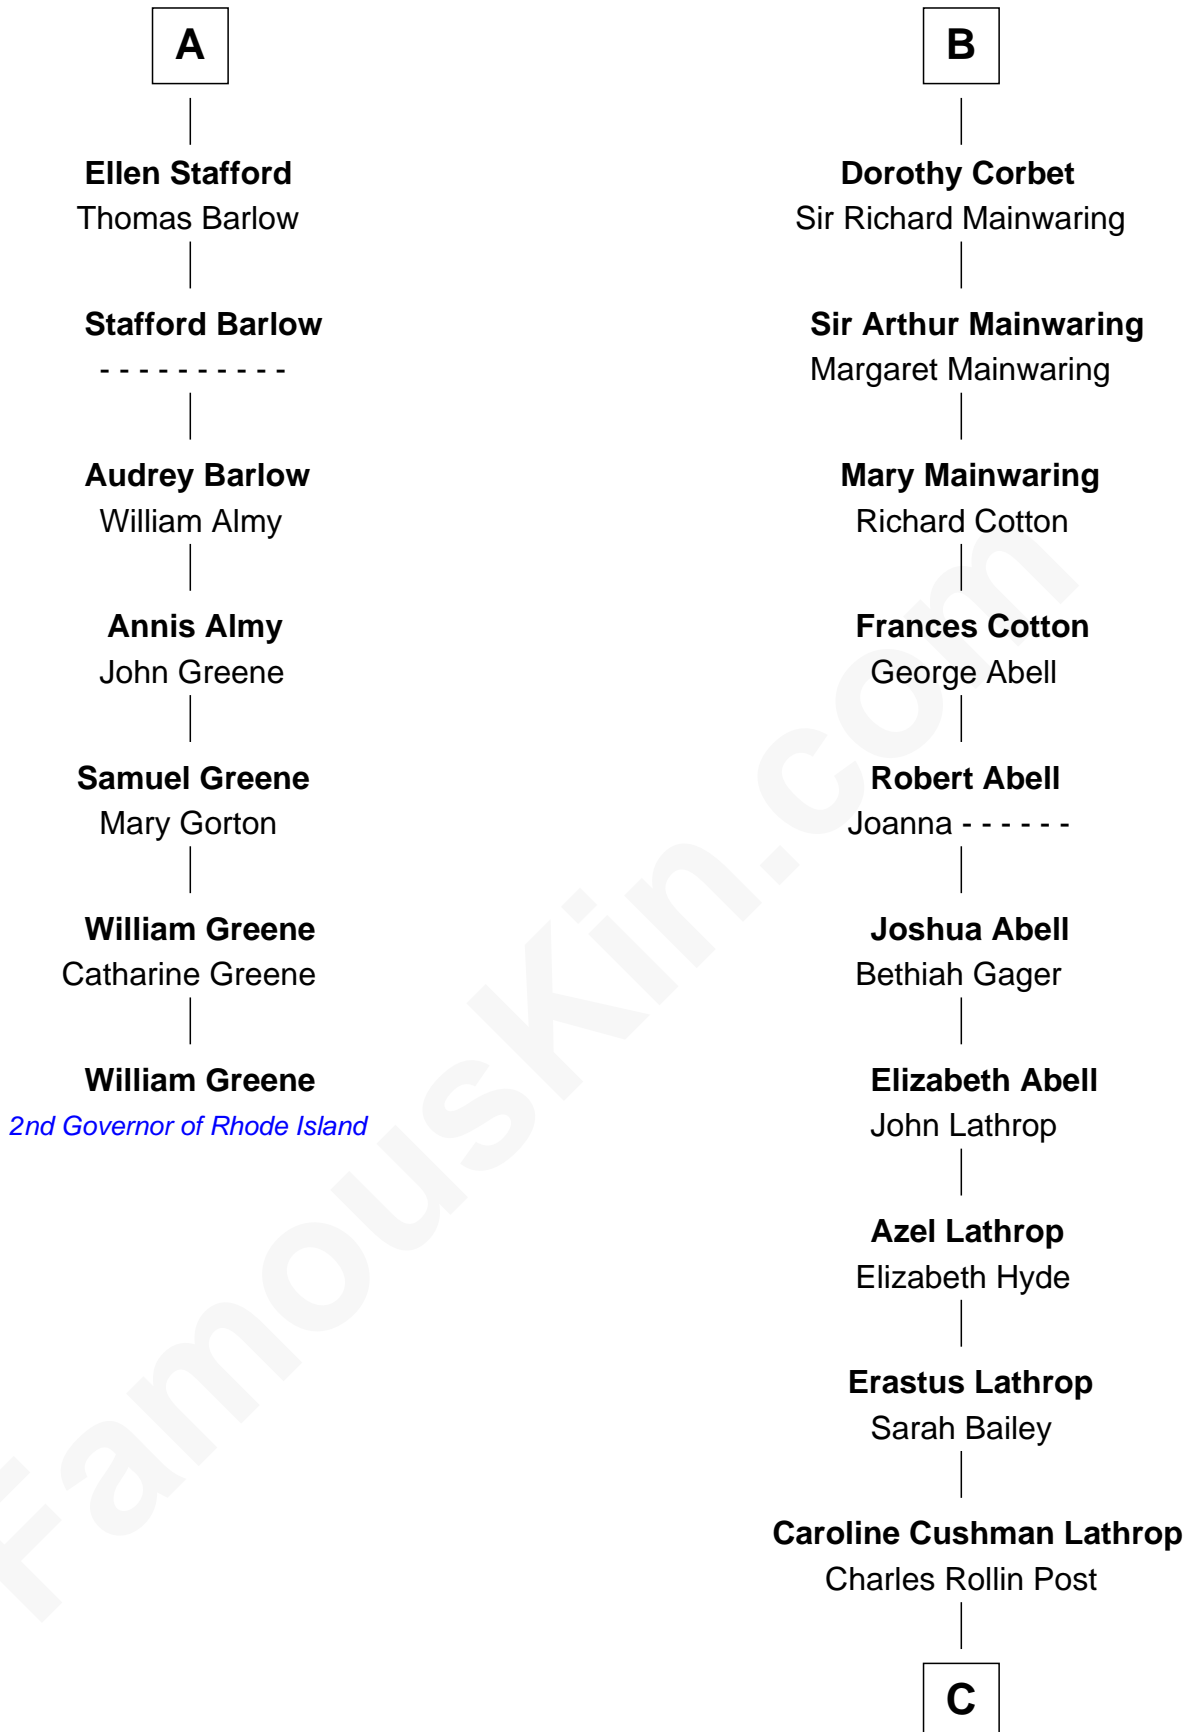 A
Ellen Stafford
Thomas Barlow
Stafford Barlow
- - - - - - - - - -
Audrey Barlow
William Almy
Annis Almy
John Greene
Samuel Greene
Mary Gorton
William Greene
Catharine Greene
William Greene
2nd Governor of Rhode Island
B
Dorothy Corbet
Sir Richard Mainwaring
Sir Arthur Mainwaring
Margaret Mainwaring
Mary Mainwaring
Richard Cotton
Frances Cotton
George Abell
Robert Abell
Joanna - - - - - -
Joshua Abell
Bethiah Gager
Elizabeth Abell
John Lathrop
Azel Lathrop
Elizabeth Hyde
Erastus Lathrop
Sarah Bailey
Caroline Cushman Lathrop
Charles Rollin Post
C
FamousKin.com